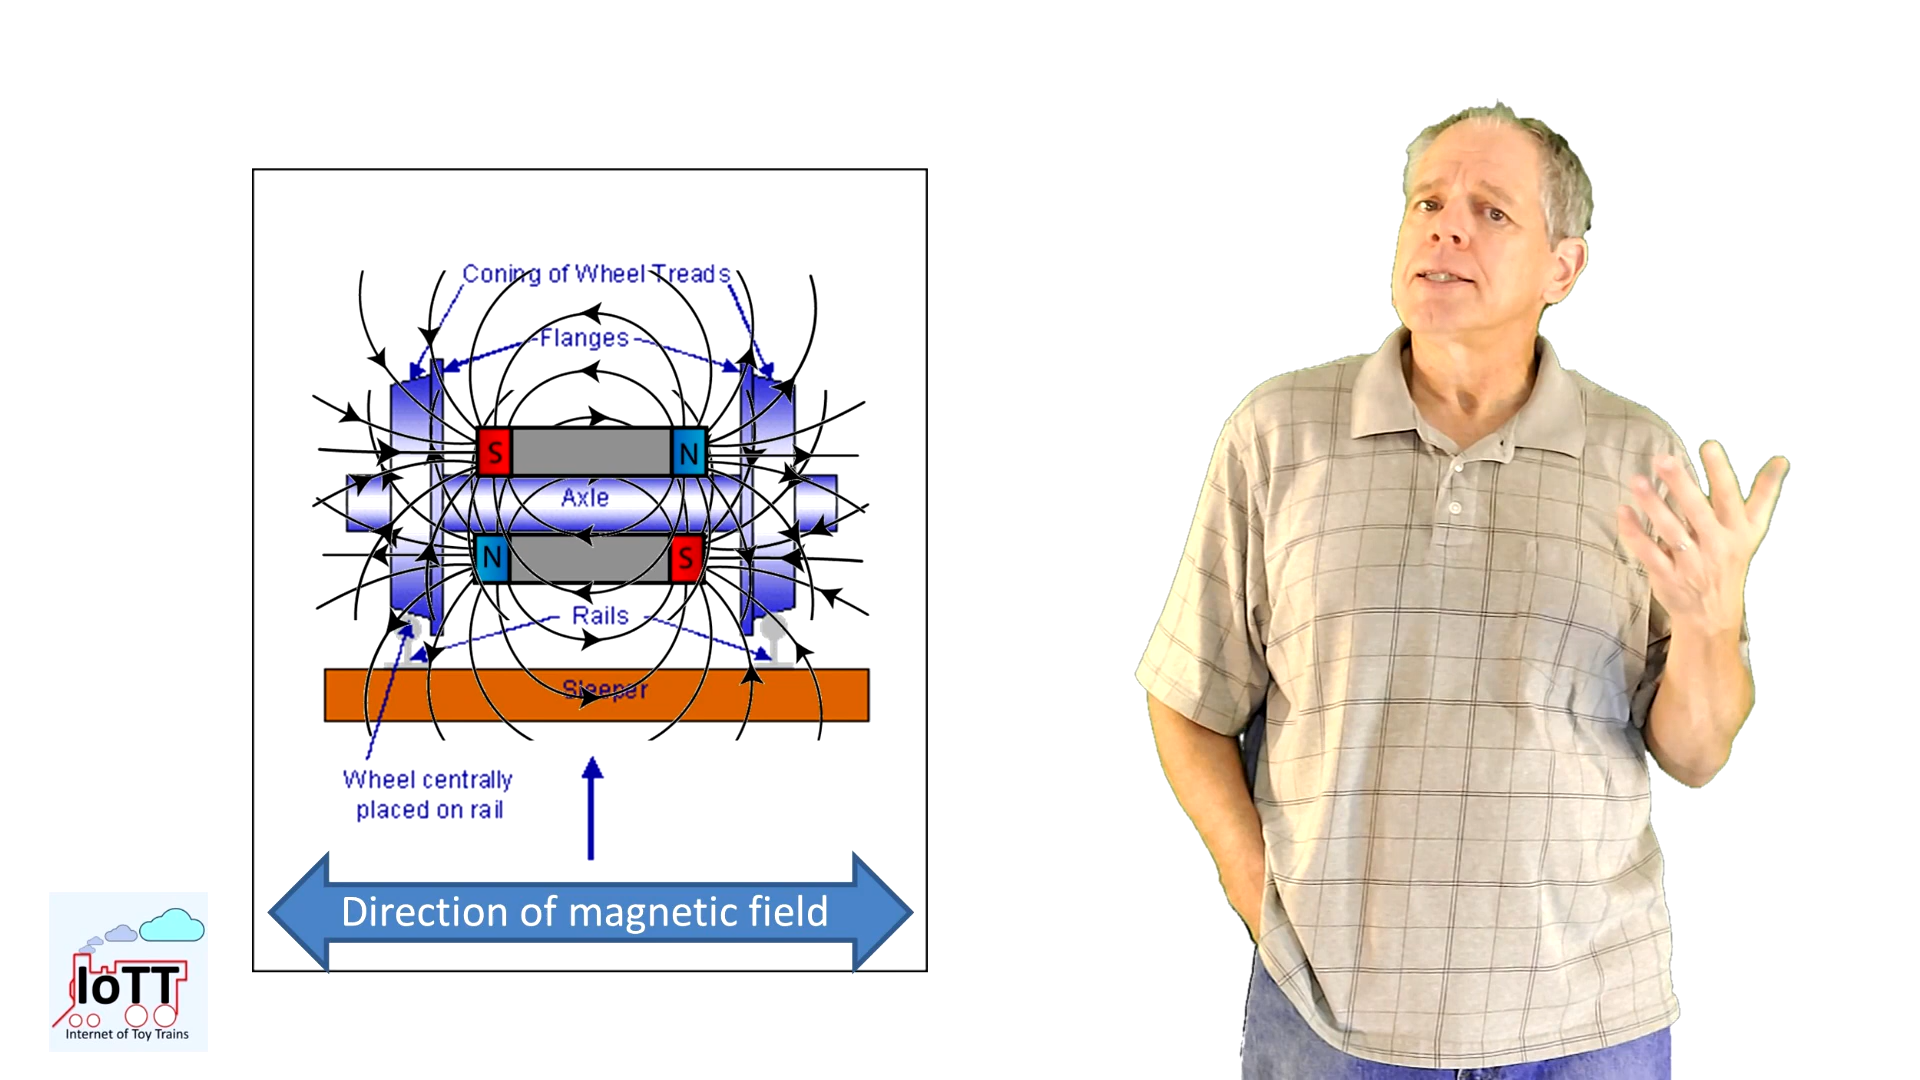 Coning of Wheel Treads
Flanges
S
N
Axle
N
S
Rails
Sleeper
Wheel centrally
placed on rail
Direction of magnetic field
IoTT
Internet of Toy Trains